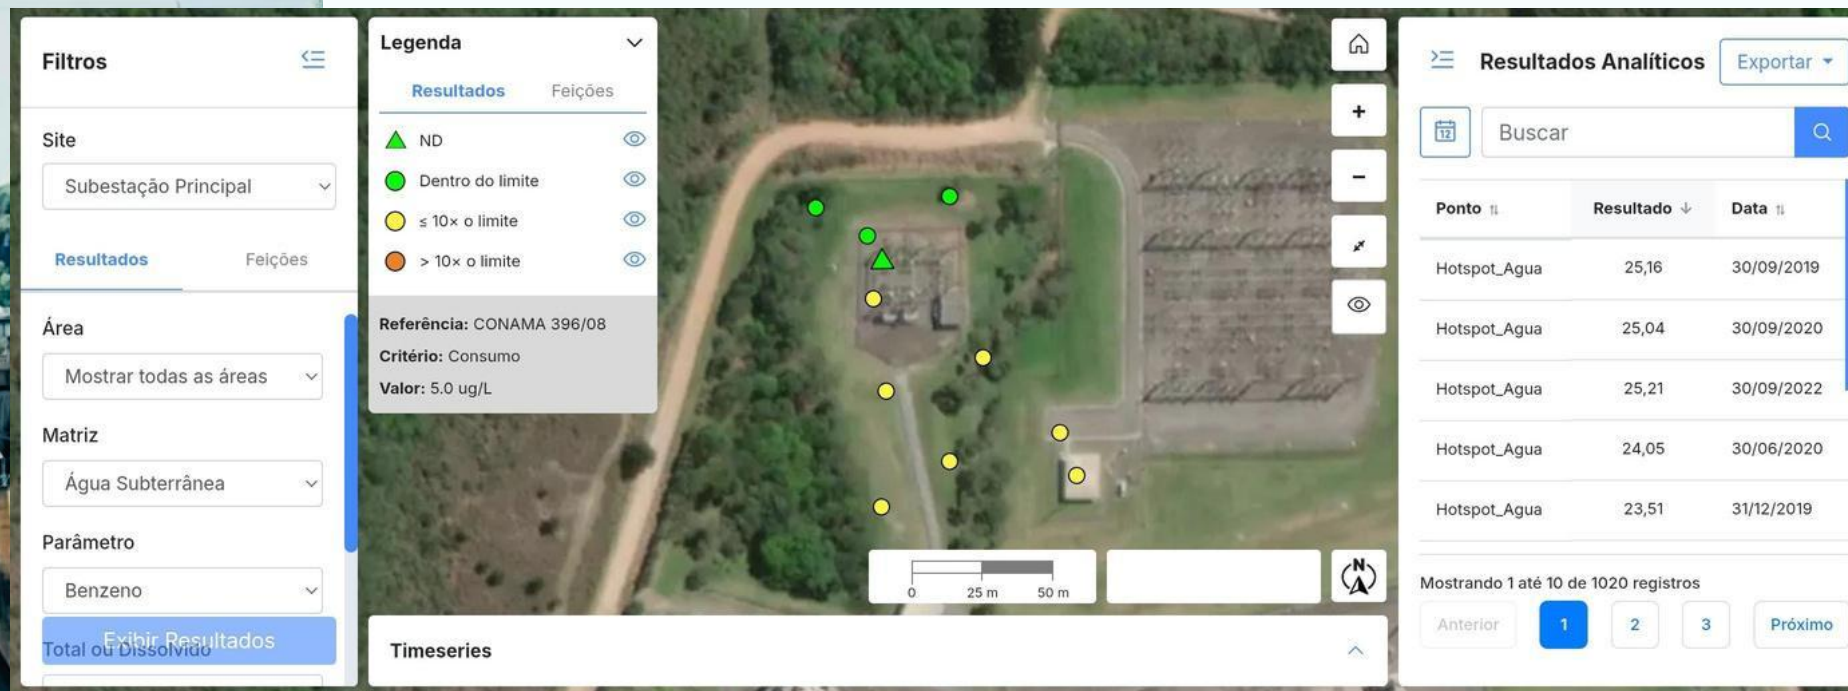 Filtros
Site
Subestação Principal
Resultados Feições
Área
Mostrar todas as áreas
Matriz
Água Subterrânea
Parâmetro
Benzeno
Exibir Resultados
Total ou Dissolvido
Legenda
Resultados Feições
ND
Dentro do limite
≤ 10× o limite
> 10× o limite
Referência: CONAMA 396/08
Critério: Consumo
Valor: 5.0 ug/L
+
−
0 25 m 50 m
N
Timeseries
Resultados Analíticos Exportar
12 Buscar
Ponto Resultado Data
Hotspot_Agua 25,16 30/09/2019
Hotspot_Agua 25,04 30/09/2020
Hotspot_Agua 25,21 30/09/2022
Hotspot_Agua 24,05 30/06/2020
Hotspot_Agua 23,51 31/12/2019
Mostrando 1 até 10 de 1020 registros
Anterior 1 2 3 Próximo